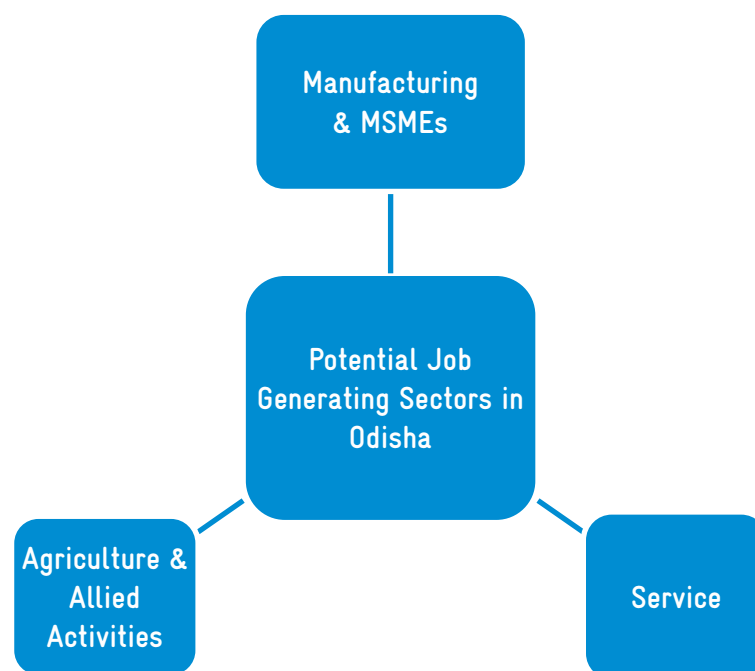 Manufacturing
& MSMEs
Potential Job
Generating Sectors in
Odisha
Agriculture &
Allied
Activities
Service